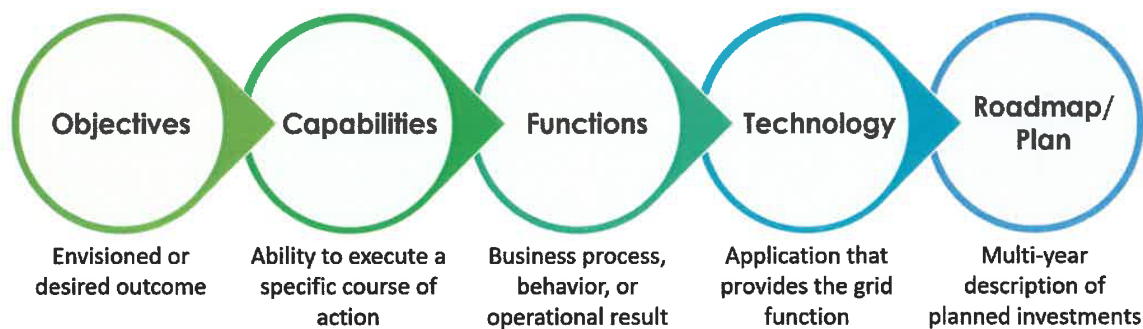 Objectives
Capabilities
Functions
Technology
Roadmap/
Plan
Envisioned or
desired outcome
Ability to execute a
specific course of
action
Business process,
behavior, or
operational result
Application that
provides the grid
function
Multi-year
description of
planned investments